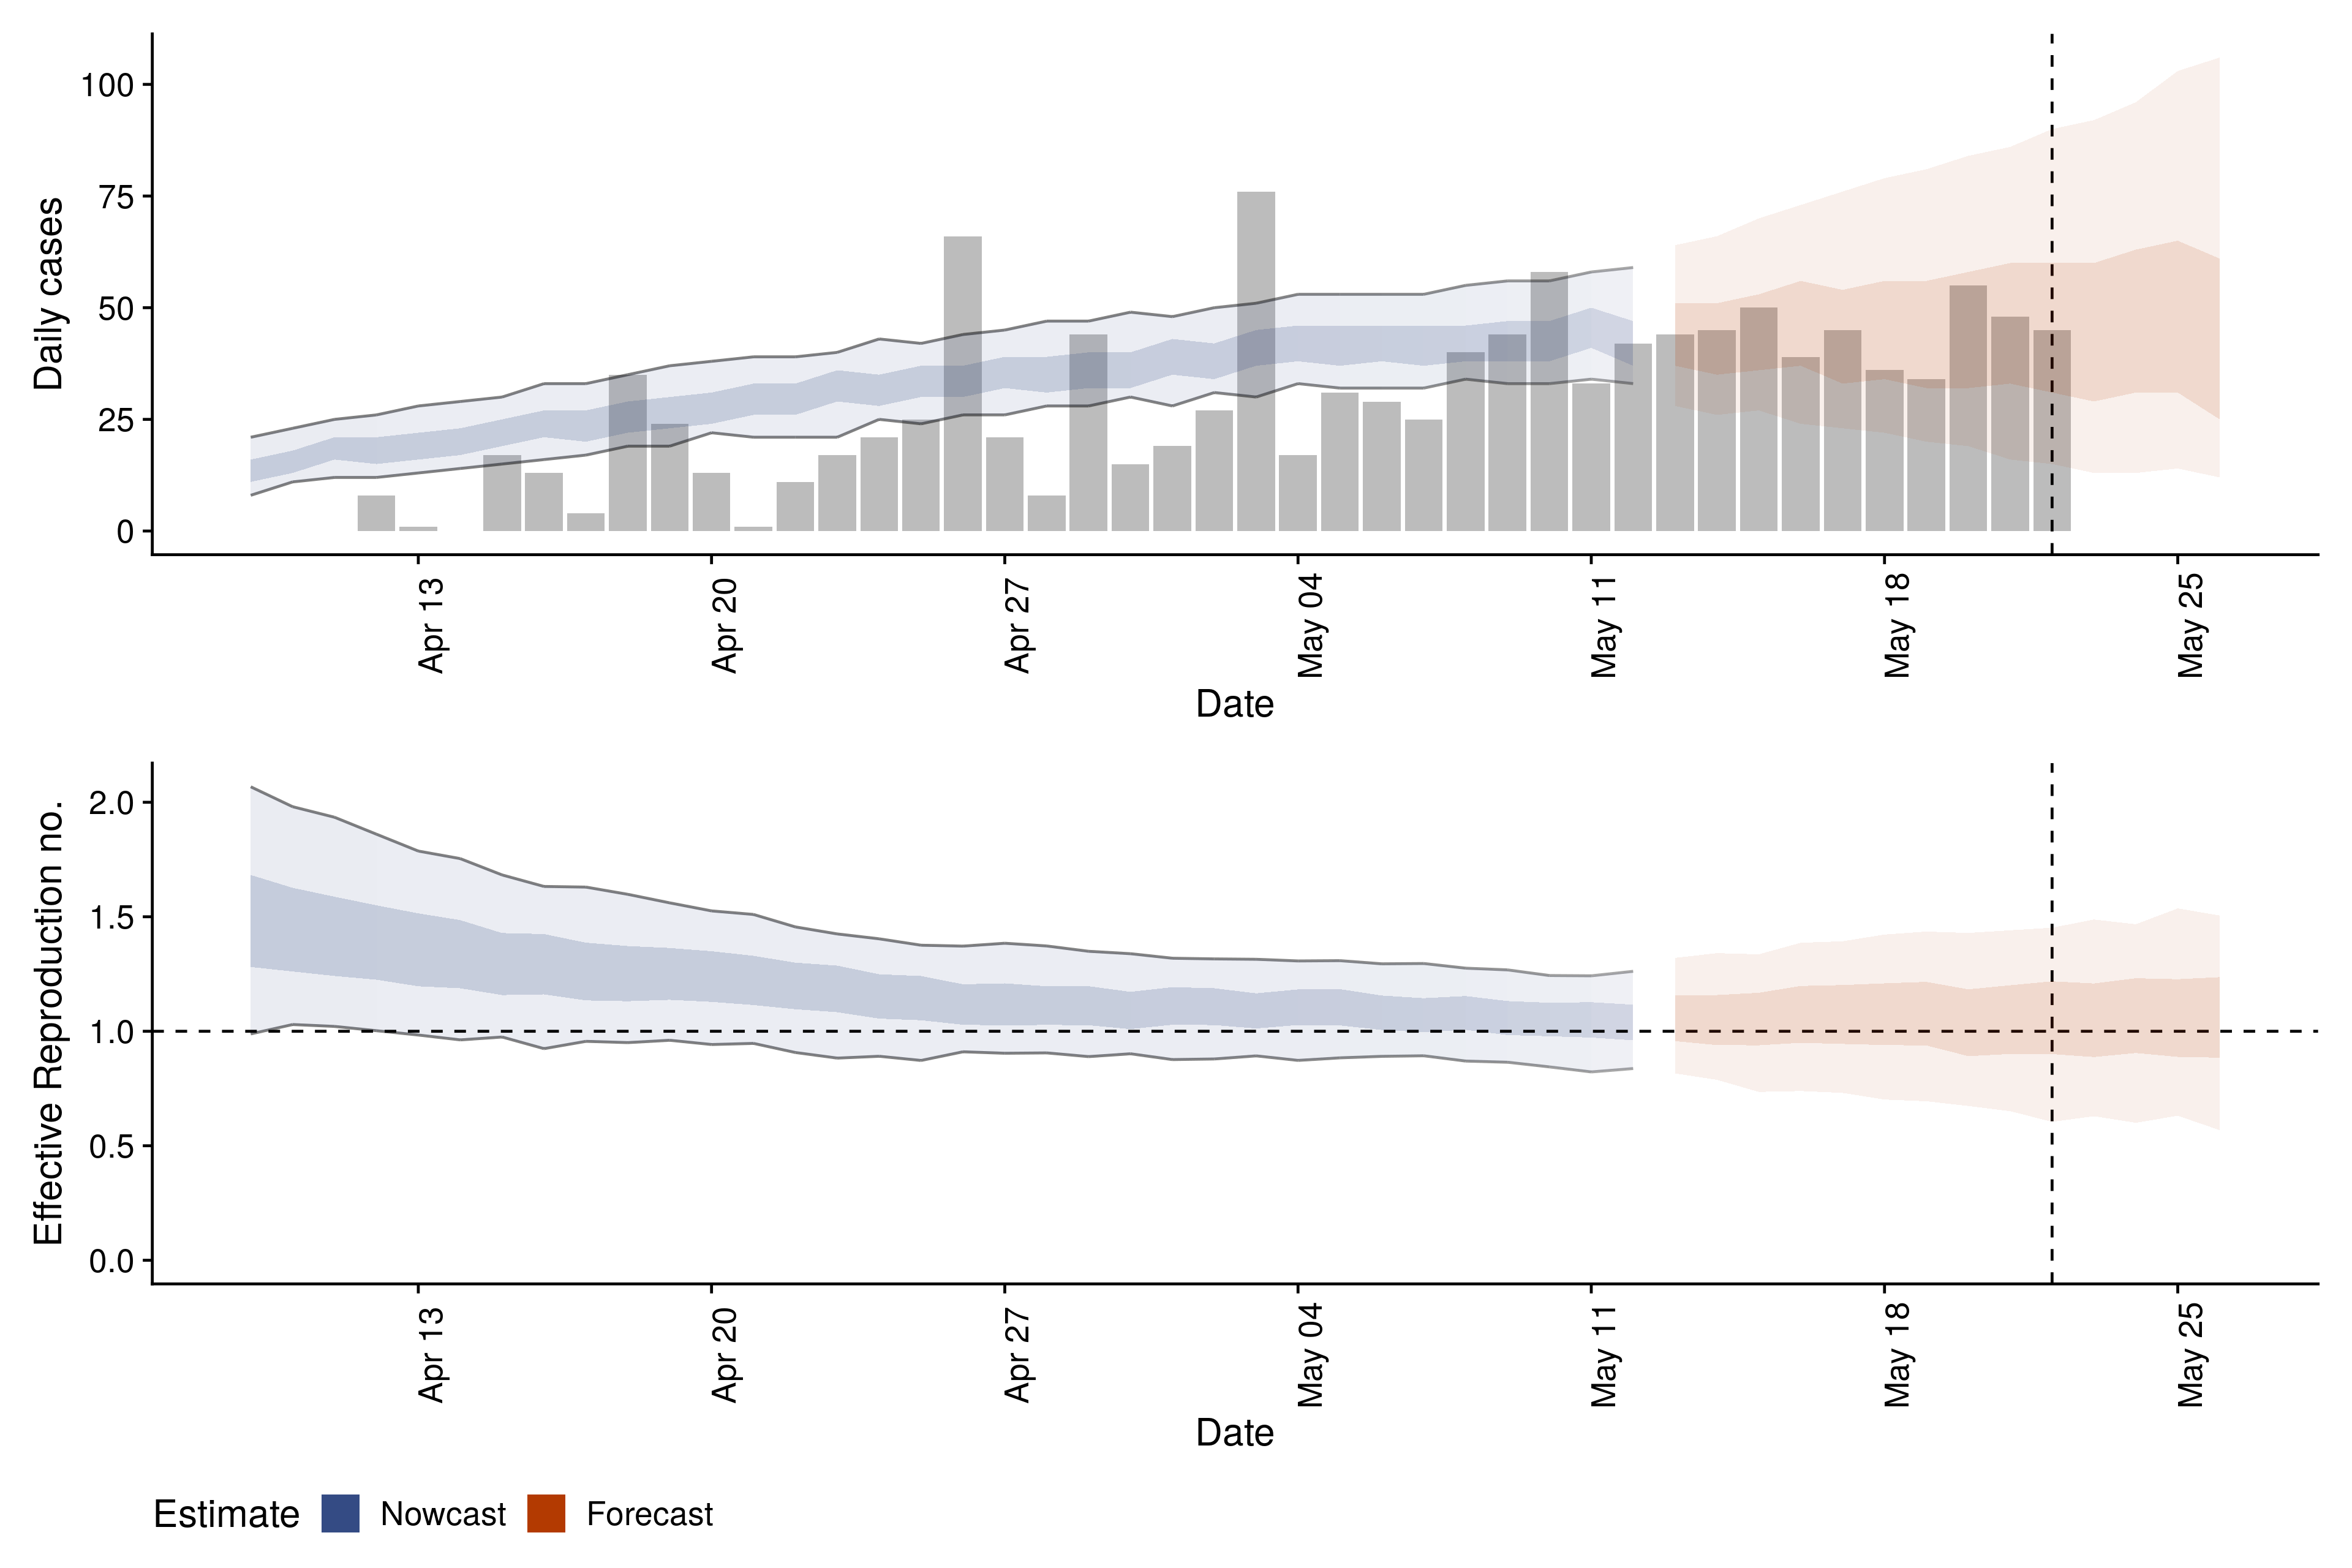 Daily cases
100
75
50
25
0
Apr 13
Apr 20
Apr 27
May 04
May 11
May 18
May 25
Date
Effective Reproduction no.
2.0
1.5
1.0
0.5
0.0
Apr 13
Apr 20
Apr 27
May 04
May 11
May 18
May 25
Date
Estimate Nowcast Forecast